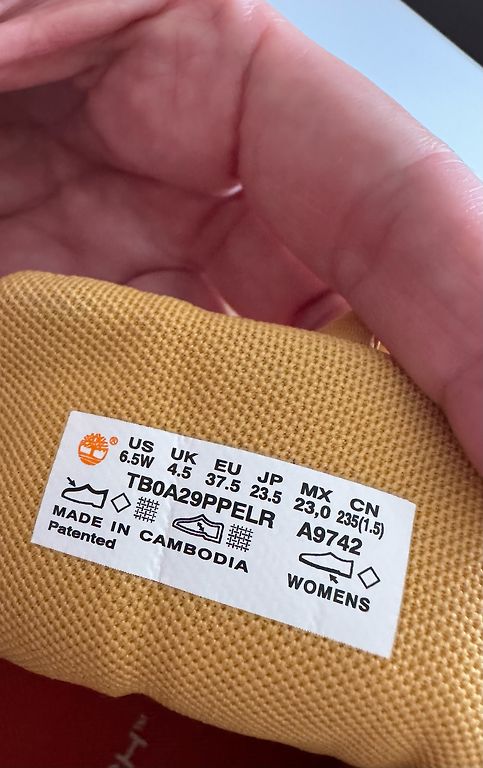 ®
US UK EU JP MX CN
6.5W 4.5 37.5 23.5 23,0 235(1.5)
TB0A29PPELR A9742
MADE IN CAMBODIA
Patented
WOMENS